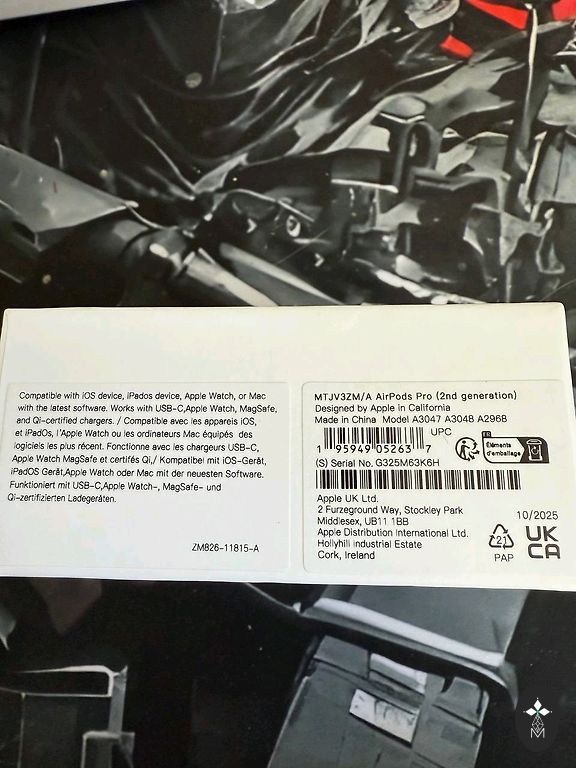 Compatible with iOS device, iPados device, Apple Watch, or Mac
with the latest software. Works with USB-C,Apple Watch, MagSafe,
and Qi-certified chargers. / Compatible avec les appareils iOS,
et iPadOs, l'Apple Watch ou les ordinateurs Mac équipés des
logiciels les plus récent. Fonctionne avec les chargeurs USB-C,
Apple Watch MagSafe et certifés Qi,/ Kompatibel mit iOS-Gerät,
iPadOS Gerät,Apple Watch oder Mac mit der neuesten Software.
Funktioniert mit USB-C,Apple Watch-, MagSafe- und
Qi-zertifizierten Ladegeräten.
ZM826-11815-A
MTJV3ZM/A AirPods Pro (2nd generation)
Designed by Apple in California
Made in China Model A3047 A3048 A296B
UPC
1 95949 05263 7
FR
Éléments
d'emballage
(S) Serial No. G325M63K6H
Apple UK Ltd.
2 Furzeground Way, Stockley Park
Middlesex, UB11 1BB
Apple Distribution International Ltd.
Hollyhill industrial Estate
Cork, Ireland
10/2025
21
PAP
UK
CA
M